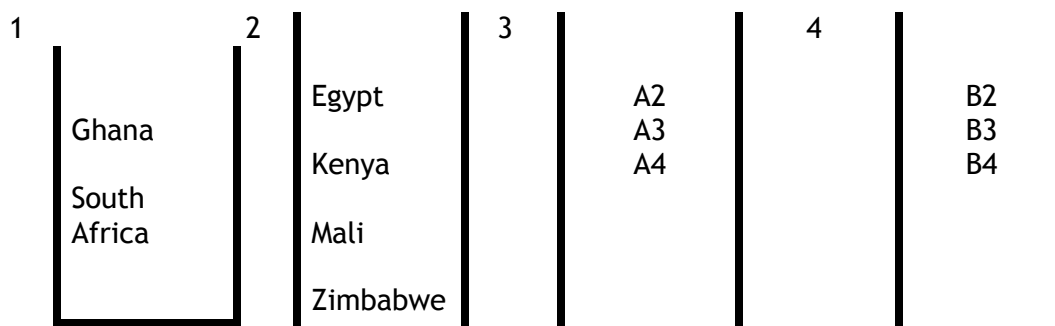 1
Ghana
South
Africa
2
Egypt
Kenya
Mali
Zimbabwe
3
A2
A3
A4
4
B2
B3
B4